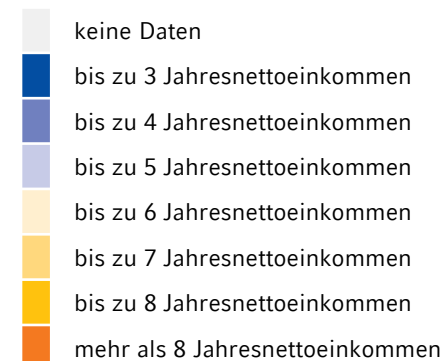 keine Daten
bis zu 3 Jahresnettoeinkommen
bis zu 4 Jahresnettoeinkommen
bis zu 5 Jahresnettoeinkommen
bis zu 6 Jahresnettoeinkommen
bis zu 7 Jahresnettoeinkommen
bis zu 8 Jahresnettoeinkommen
mehr als 8 Jahresnettoeinkommen